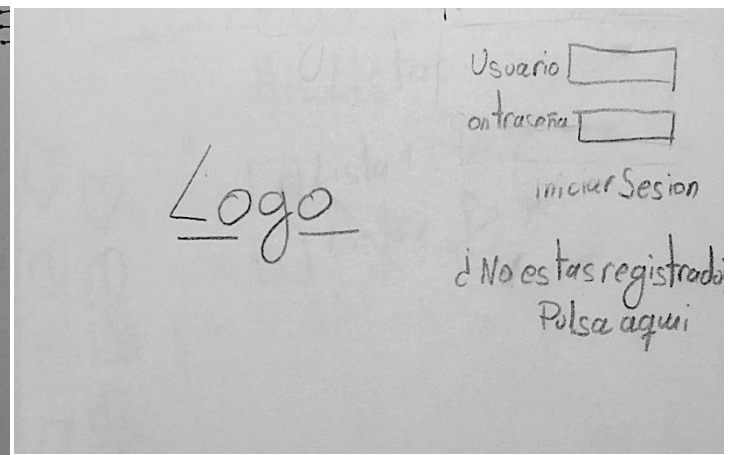 Logo
Usuario
ontraseña
iniciar Sesion
¿No estas registrado
Pulsa aqui